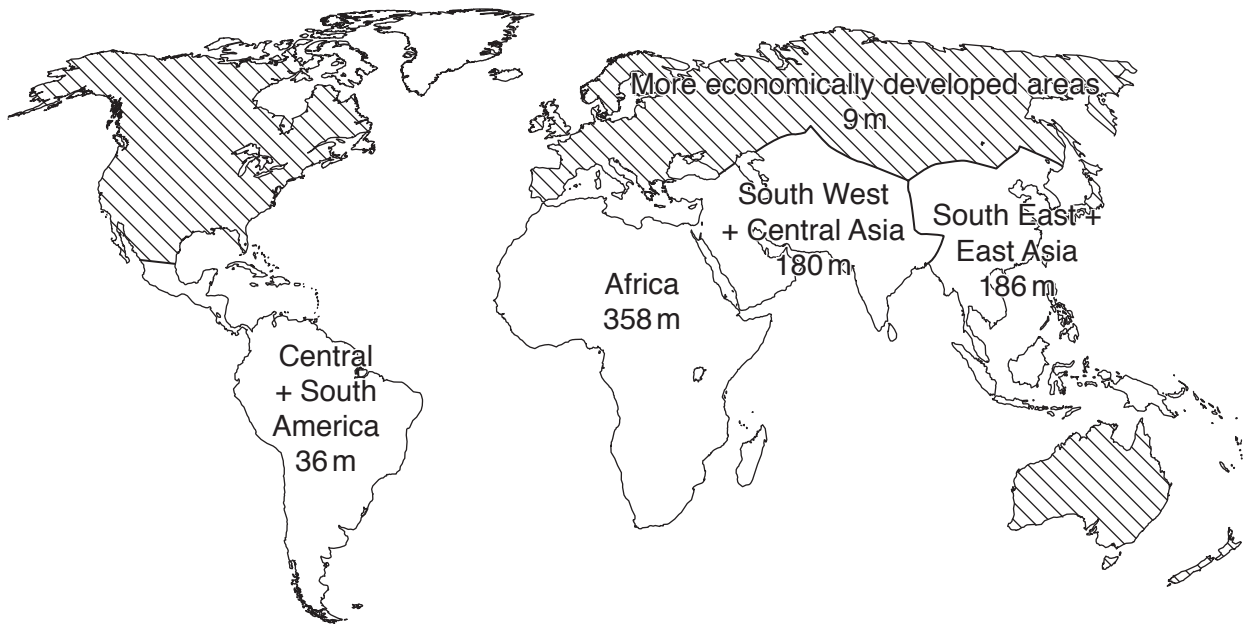 More economically developed areas
9 m
South West
+ Central Asia
180 m
South East +
East Asia
186 m
Africa
358 m
Central
+ South
America
36 m